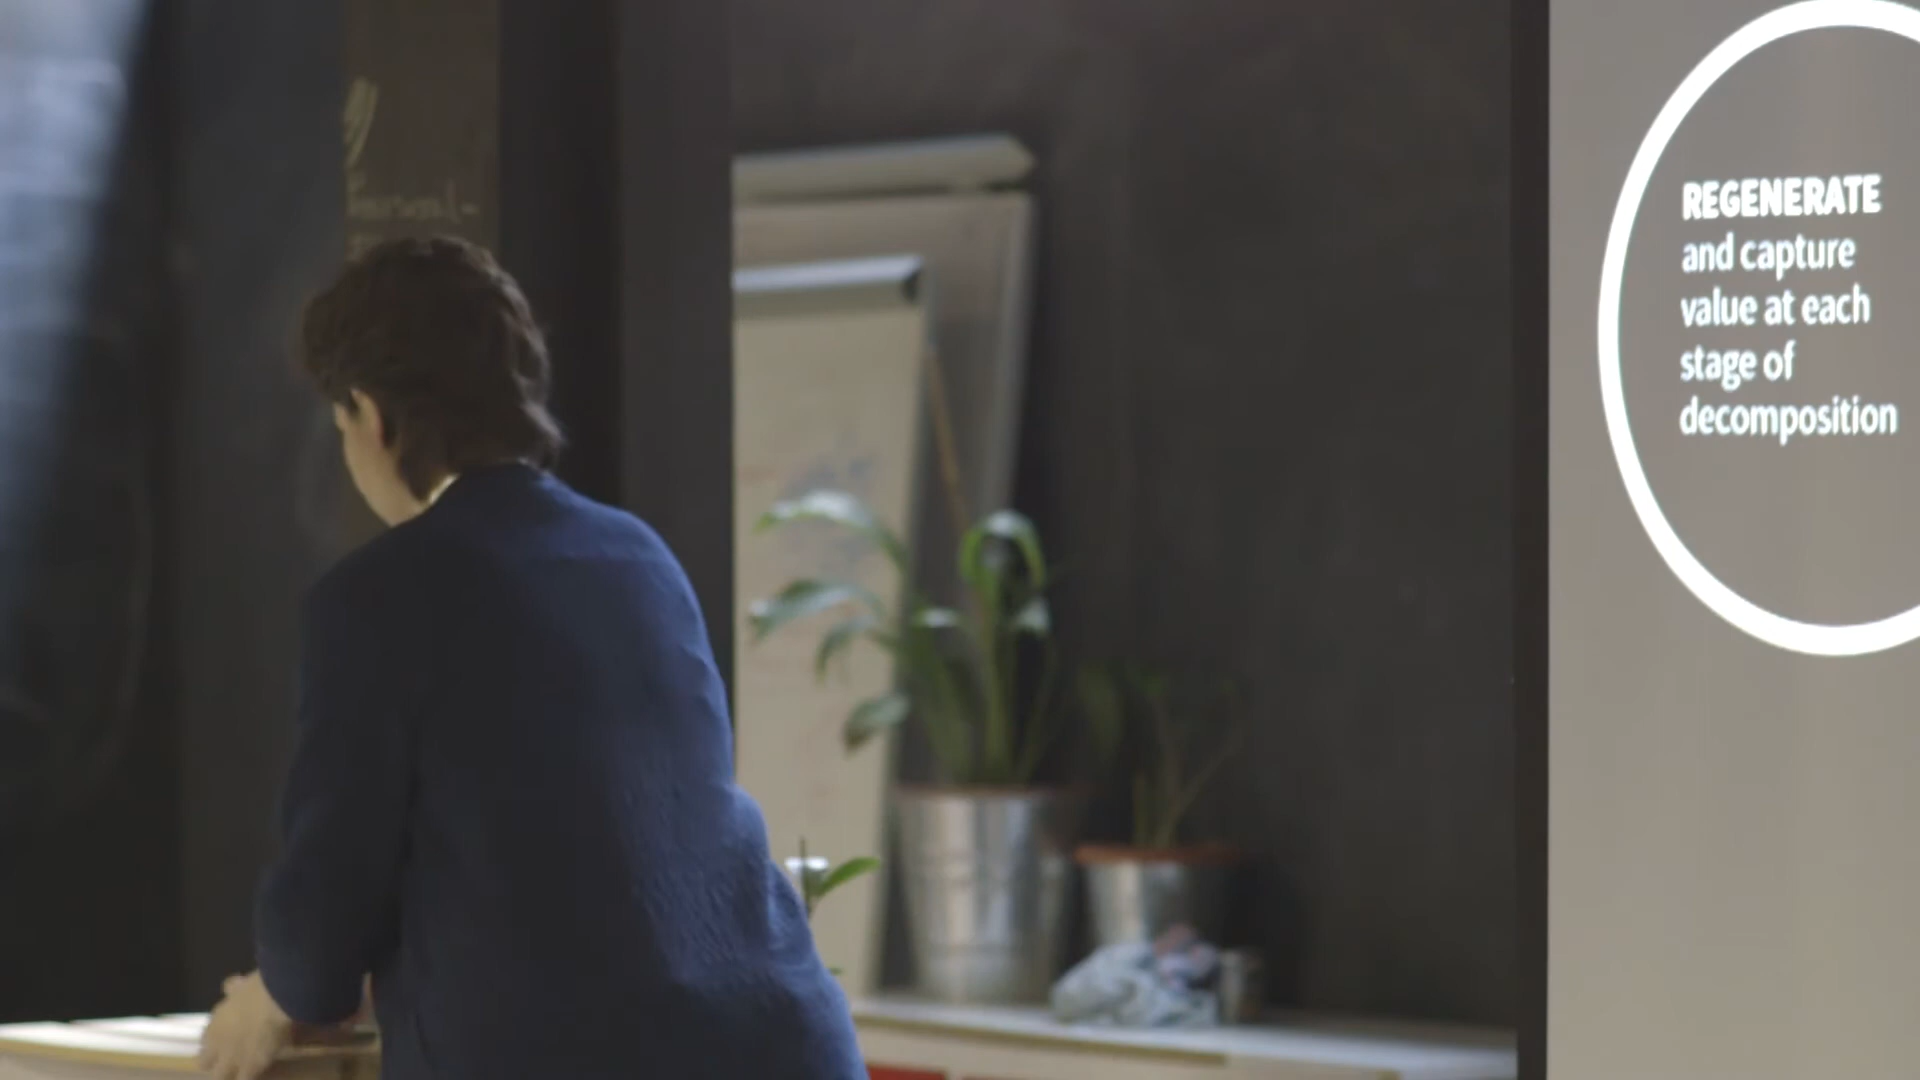 REGENERATE
and capture
value at each
stage of
decomposition